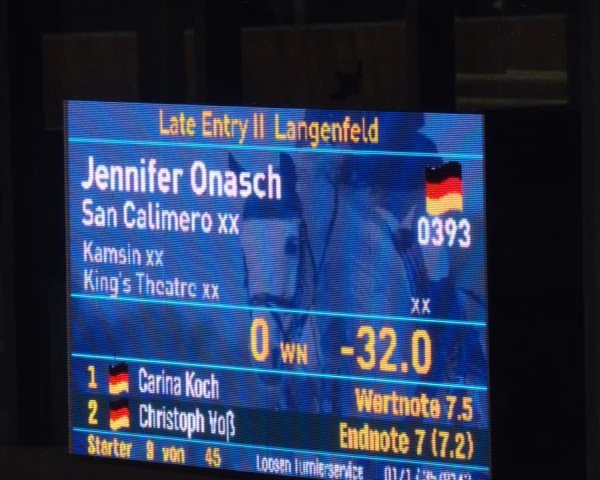 Late Entry II Langenfeld
Jennifer Onasch
San Calimero xx
0393
Kamsin xx
King's Theatre xx
xx
0 WN -32.0
1 Carina Koch
Wertnote 7.5
2 Christoph Voß
Endnote 7 (7.2)
Starter 8 von 45
Loosen Turnierservice